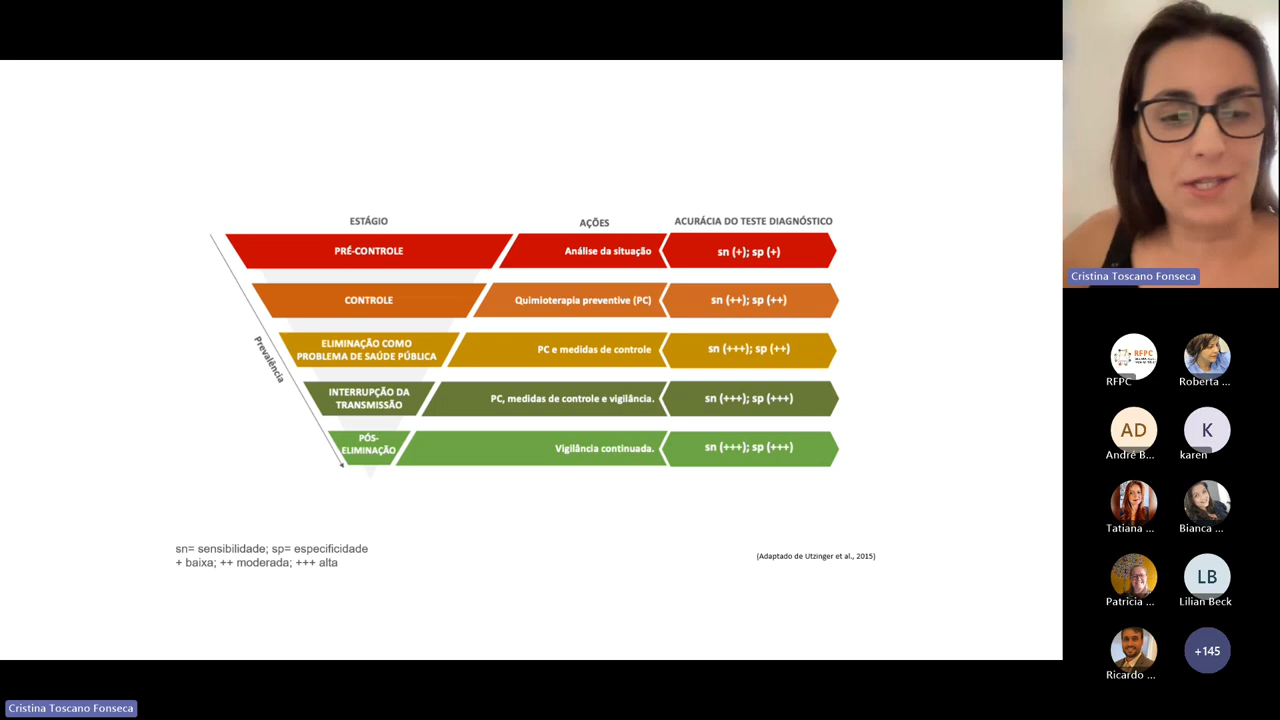 ESTÁGIO
AÇÕES
ACURÁCIA DO TESTE DIAGNÓSTICO
PRÉ-CONTROLE
Análise da situação
sn (+); sp (+)
CONTROLE
Quimioterapia preventive (PC)
sn (++); sp (++)
ELIMINAÇÃO COMO
PROBLEMA DE SAÚDE PÚBLICA
PC e medidas de controle
sn (+++); sp (++)
INTERRUPÇÃO DA
TRANSMISSÃO
PC, medidas de controle e vigilância.
sn (+++); sp (+++)
PÓS-
ELIMINAÇÃO
Vigilância continuada.
sn (+++); sp (+++)
Prevalência
sn= sensibilidade; sp= especificidade
+ baixa; ++ moderada; +++ alta
(Adaptado de Utzinger et al., 2015)
Cristina Toscano Fonseca
RFPC
RFPC
Roberta ...
AD
André B...
K
karen
Tatiana ...
Bianca ...
Patricia ...
LB
Lilian Beck
Ricardo ...
+145
Cristina Toscano Fonseca